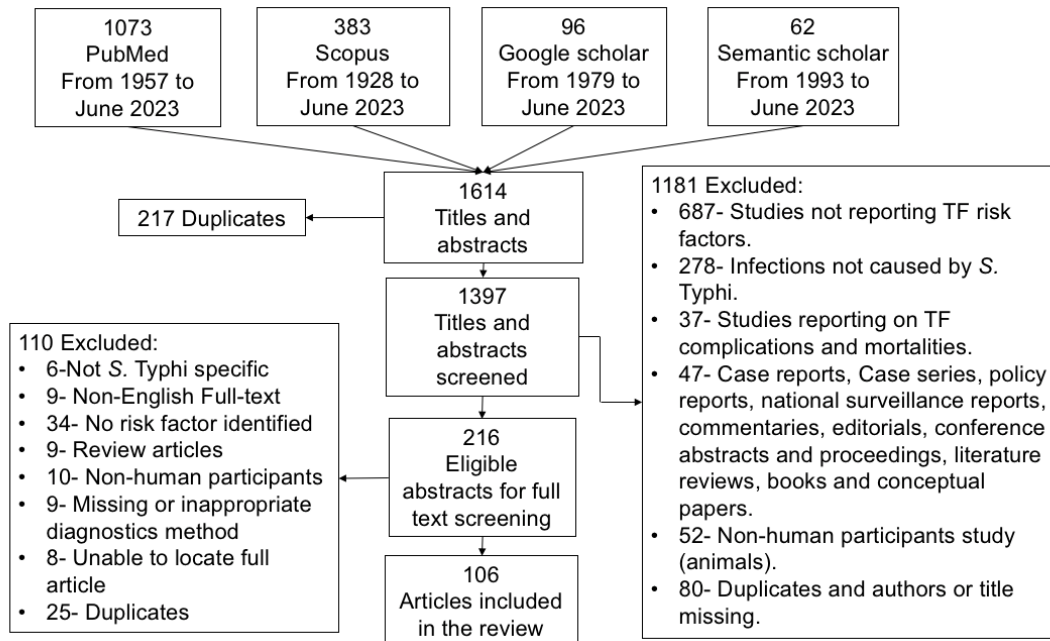 1073
PubMed
From 1957 to
June 2023
383
Scopus
From 1928 to
June 2023
96
Google scholar
From 1979 to
June 2023
62
Semantic scholar
From 1993 to
June 2023
1614
Titles and
abstracts
217 Duplicates
1397
Titles and
abstracts
screened
1181 Excluded:
• 687- Studies not reporting TF risk
factors.
• 278- Infections not caused by S.
Typhi.
• 37- Studies reporting on TF
complications and mortalities.
• 47- Case reports, Case series, policy
reports, national surveillance reports,
commentaries, editorials, conference
abstracts and proceedings, literature
reviews, books and conceptual
papers.
• 52- Non-human participants study
(animals).
• 80- Duplicates and authors or title
missing.
216
Eligible
abstracts for full
text screening
110 Excluded:
• 6-Not S. Typhi specific
• 9- Non-English Full-text
• 34- No risk factor identified
• 9- Review articles
• 10- Non-human participants
• 9- Missing or inappropriate
diagnostics method
• 8- Unable to locate full
article
• 25- Duplicates
106
Articles included
in the review